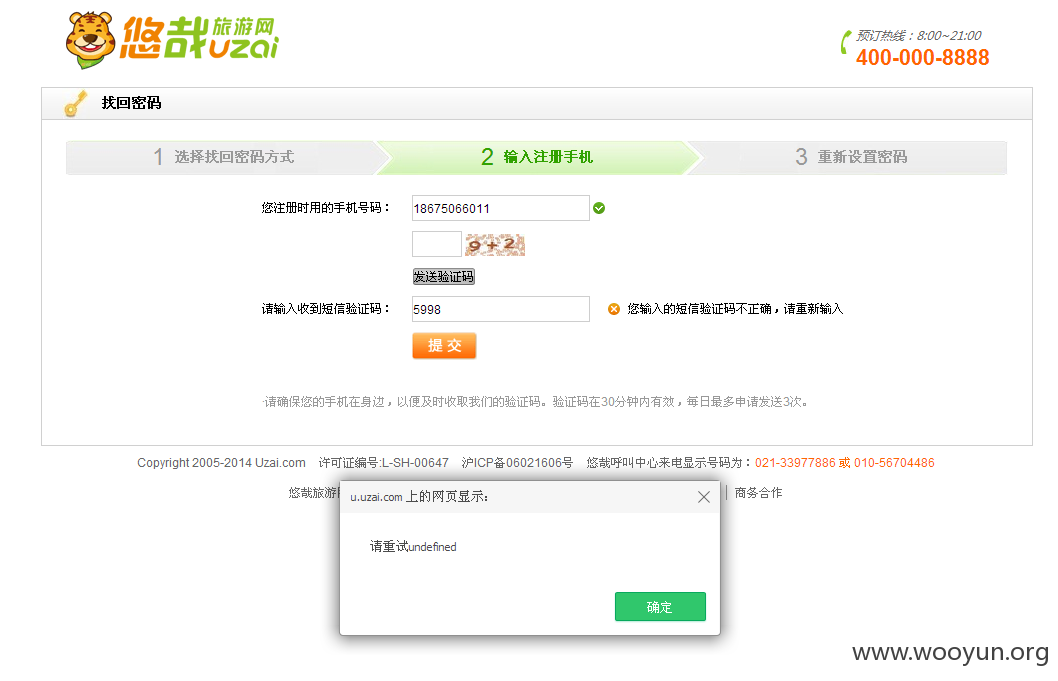 悠哉旅游网
uzai
预订热线：8:00~21:00
400-000-8888
找回密码
1 选择找回密码方式
2 输入注册手机
3 重新设置密码
您注册时用的手机号码：
18675066011
9+2
发送验证码
请输入收到短信验证码：
5998
您输入的短信验证码不正确，请重新输入
提 交
·请确保您的手机在身边，以便及时收取我们的验证码。验证码在30分钟内有效，每日最多申请发送3次。
Copyright 2005-2014 Uzai.com 许可证编号:L-SH-00647 沪ICP备06021606号 悠哉呼叫中心来电显示号码为：021-33977886 或 010-56704486
悠哉旅游 | 商务合作
u.uzai.com 上的网页显示：
请重试undefined
确定
www.wooyun.org